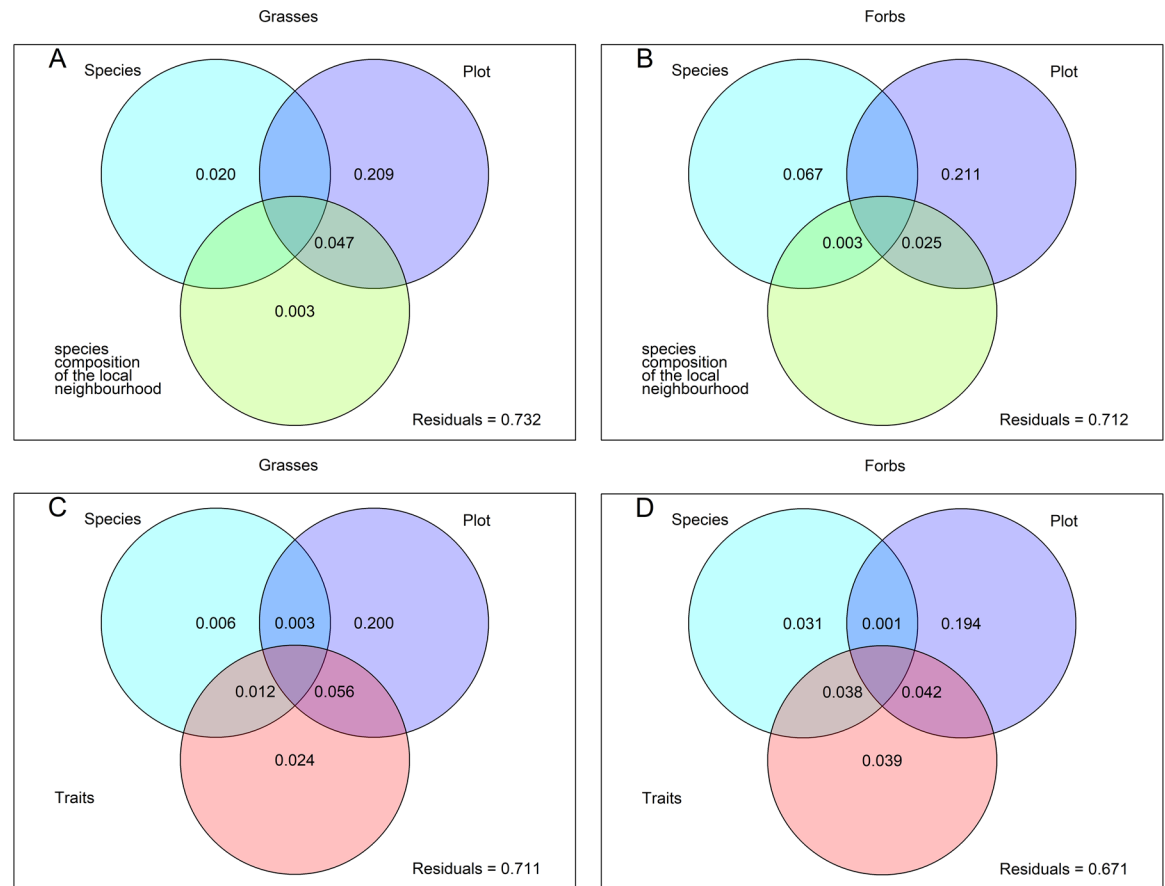 Grasses
A
Species
Plot
0.020
0.209
0.047
0.003
species
composition
of the local
neighbourhood
Residuals = 0.732
Forbs
B
Species
Plot
0.067
0.211
0.003
0.025
species
composition
of the local
neighbourhood
Residuals = 0.712
Grasses
C
Species
Plot
0.006
0.003
0.200
0.012
0.056
0.024
Traits
Residuals = 0.711
Forbs
D
Species
Plot
0.031
0.001
0.194
0.038
0.042
0.039
Traits
Residuals = 0.671